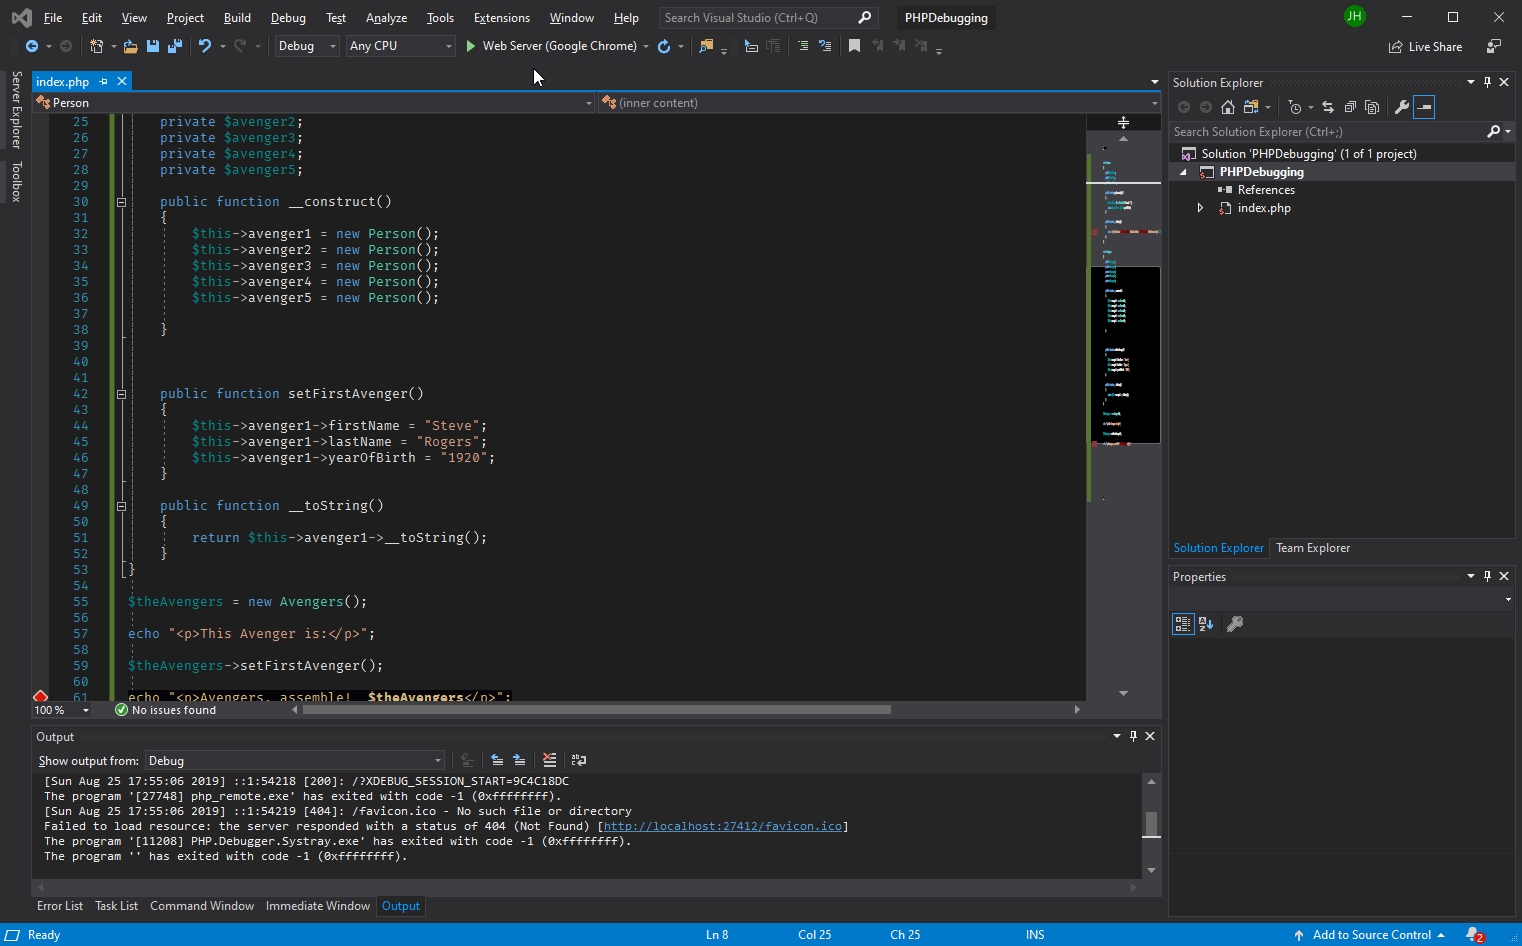 File Edit View Project Build Debug Test Analyze Tools Extensions Window Help Search Visual Studio (Ctrl+Q) PHPDebugging JH
Debug Any CPU Web Server (Google Chrome) Live Share
Server Explorer
Toolbox
index.php
Person (inner content)
25 private $avenger2;
26 private $avenger3;
27 private $avenger4;
28 private $avenger5;
29
30 public function __construct()
31 {
32 $this->avenger1 = new Person();
33 $this->avenger2 = new Person();
34 $this->avenger3 = new Person();
35 $this->avenger4 = new Person();
36 $this->avenger5 = new Person();
37
38 }
39
40
41
42 public function setFirstAvenger()
43 {
44 $this->avenger1->firstName = "Steve";
45 $this->avenger1->lastName = "Rogers";
46 $this->avenger1->yearOfBirth = "1920";
47 }
48
49 public function __toString()
50 {
51 return $this->avenger1->__toString();
52 }
53 }
54
55 $theAvengers = new Avengers();
56
57 echo "<p>This Avenger is:</p>";
58
59 $theAvengers->setFirstAvenger();
60
61 echo "<p>Avengers, assemble! $theAvengers</p>";
100 % No issues found
Output
Show output from: Debug
[Sun Aug 25 17:55:06 2019] ::1:54218 [200]: /?XDEBUG_SESSION_START=9C4C18DC
The program '[27748] php_remote.exe' has exited with code -1 (0xffffffff).
[Sun Aug 25 17:55:06 2019] ::1:54219 [404]: /favicon.ico - No such file or directory
Failed to load resource: the server responded with a status of 404 (Not Found) [http://localhost:27412/favicon.ico]
The program '[11208] PHP.Debugger.Systray.exe' has exited with code -1 (0xffffffff).
The program '' has exited with code -1 (0xffffffff).
Error List Task List Command Window Immediate Window Output
Solution Explorer
Search Solution Explorer (Ctrl+;)
Solution 'PHPDebugging' (1 of 1 project)
PHPDebugging
References
index.php
Solution Explorer Team Explorer
Properties
Ready Ln 8 Col 25 Ch 25 INS Add to Source Control 2